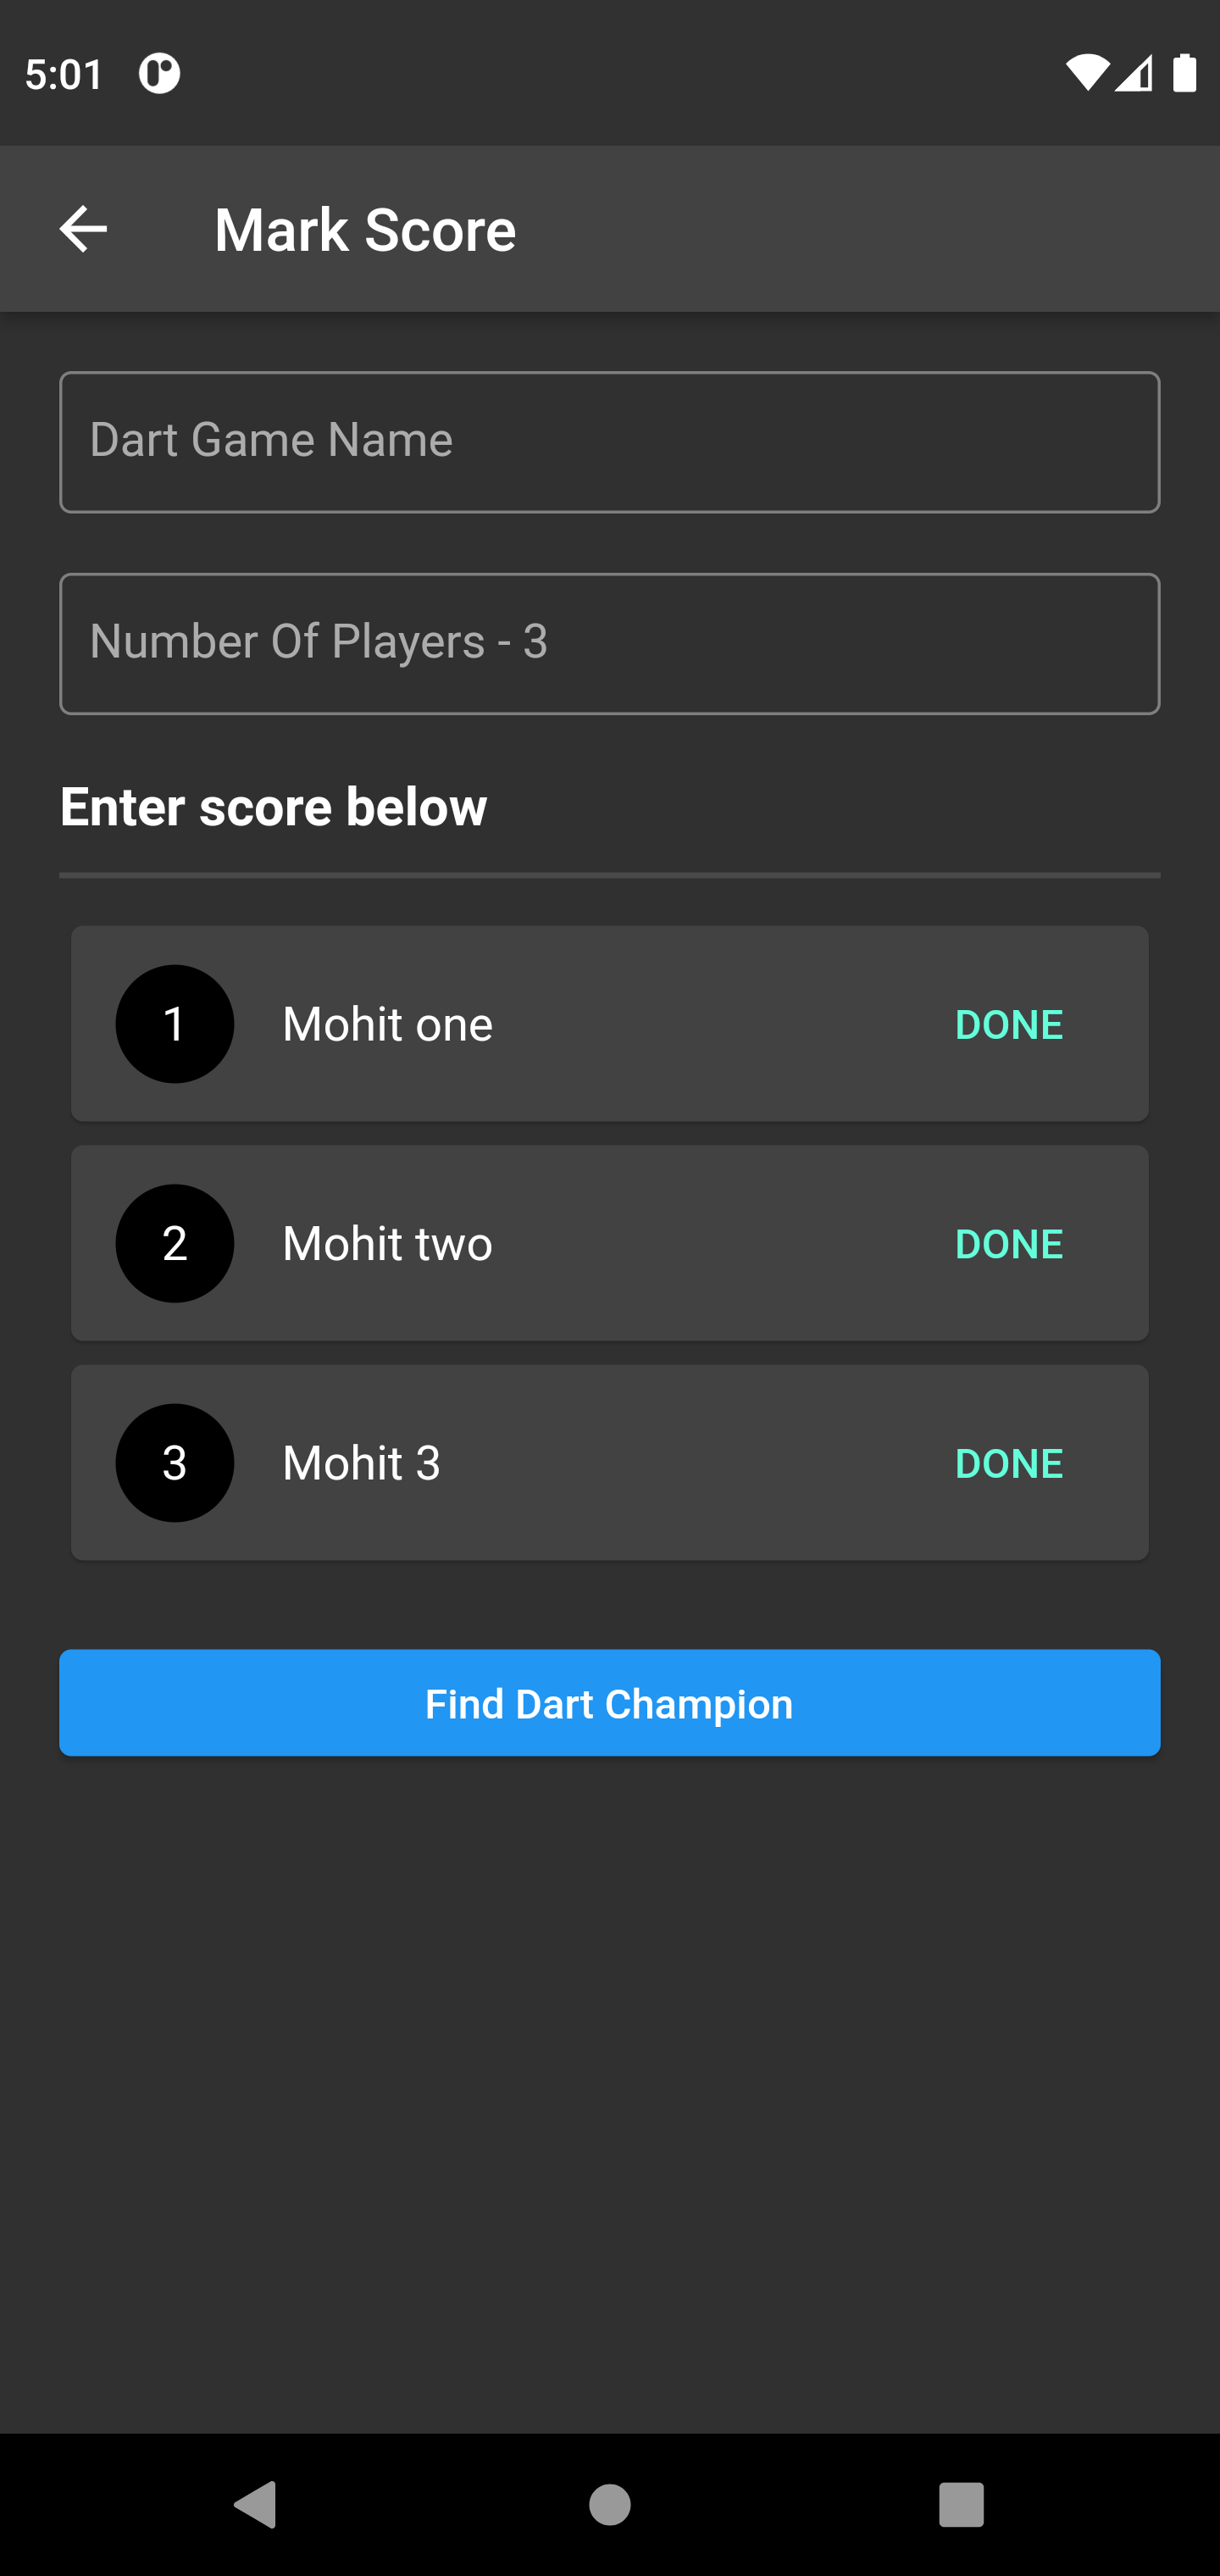 5:01
Mark Score
Dart Game Name
Number Of Players - 3
Enter score below
1 Mohit one DONE
2 Mohit two DONE
3 Mohit 3 DONE
Find Dart Champion